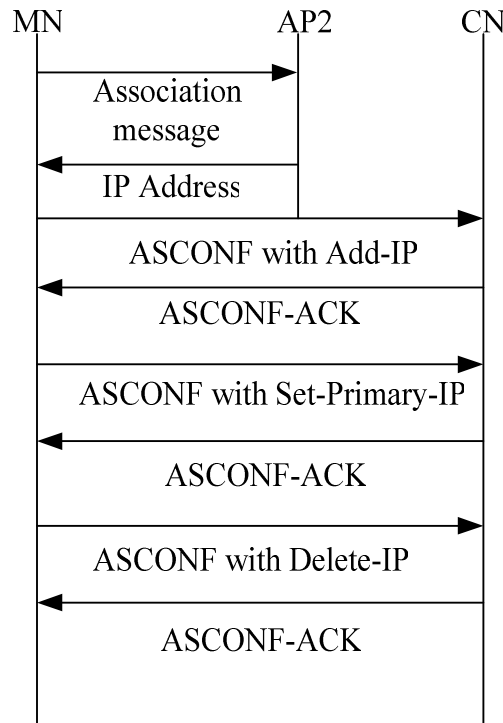 MN AP2 CN
Association
message
IP Address
ASCONF with Add-IP
ASCONF-ACK
ASCONF with Set-Primary-IP
ASCONF-ACK
ASCONF with Delete-IP
ASCONF-ACK